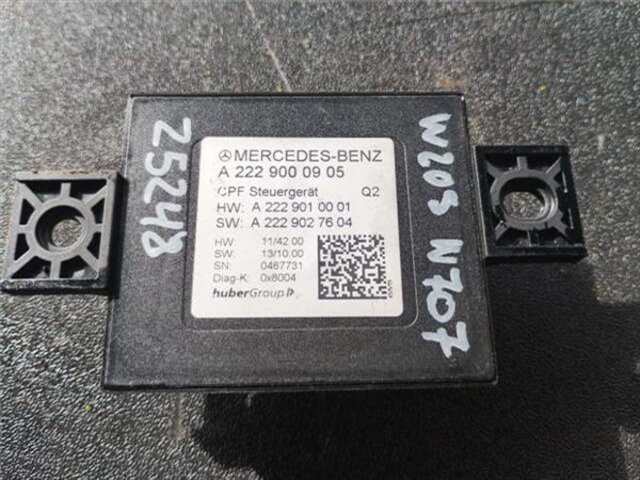 MERCEDES-BENZ
A 222 900 09 05
CPF Steuergerät Q2
HW: A 222 901 00 01
SW: A 222 902 76 04
HW: 11/42 00
SW: 13/10.00
SN: 0467731
Diag-K: 0x8004
huberGroup
25248
W205 N707